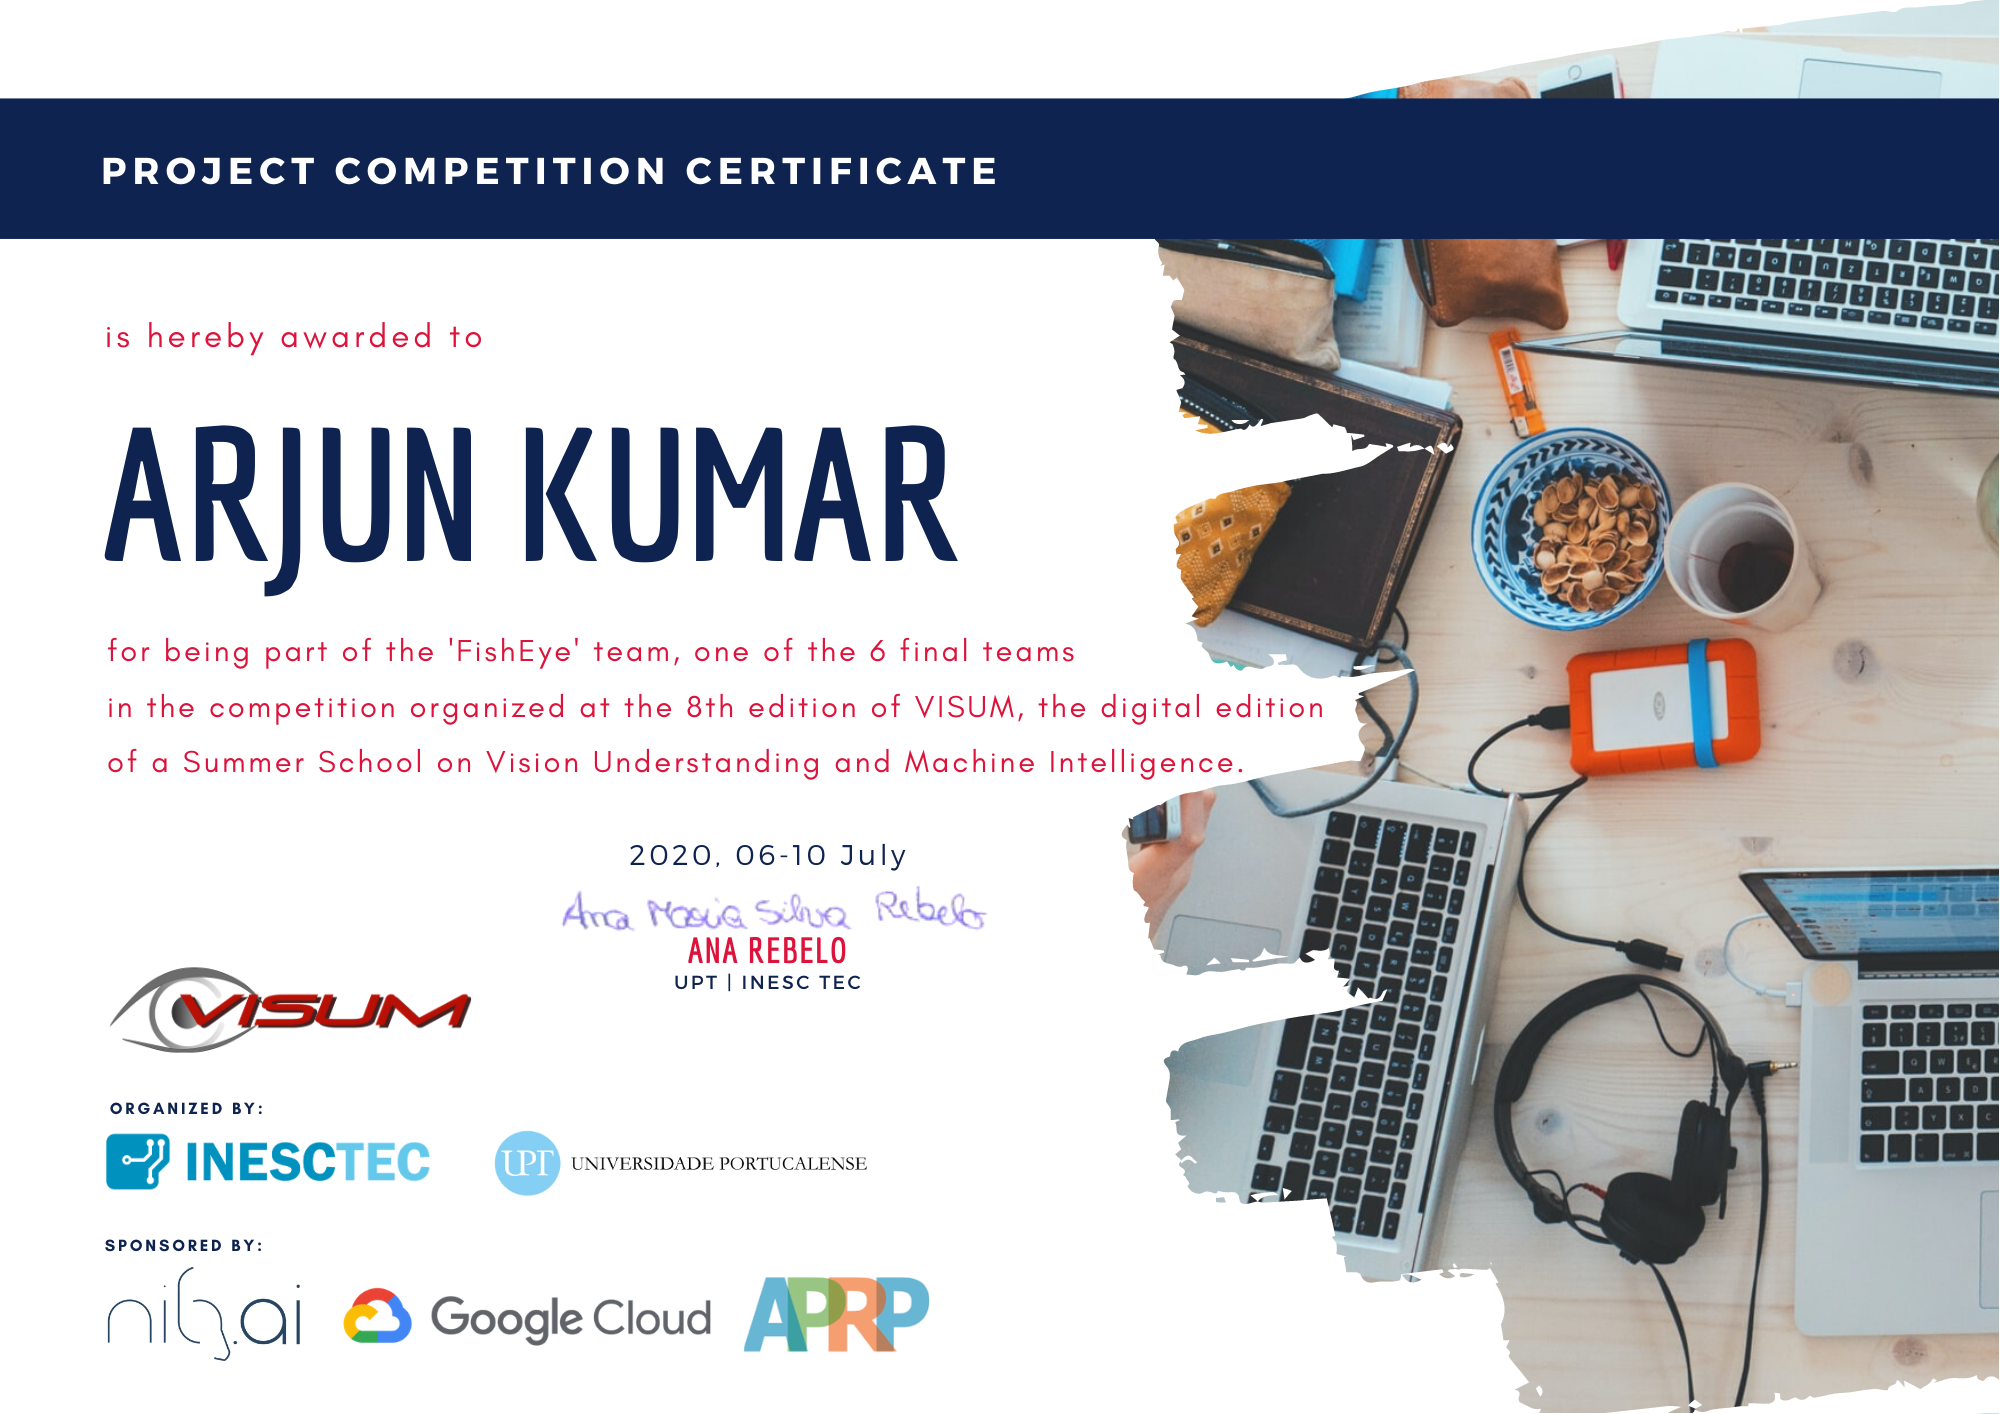 PROJECT COMPETITION CERTIFICATE
is hereby awarded to
ARJUN KUMAR
for being part of the 'FishEye' team, one of the 6 final teams
in the competition organized at the 8th edition of VISUM, the digital edition
of a Summer School on Vision Understanding and Machine Intelligence.
2020, 06-10 July
Ana Maria Silva Rebelo
ANA REBELO
UPT | INESC TEC
VISUM
ORGANIZED BY:
INESCTEC
UPT UNIVERSIDADE PORTUCALENSE
SPONSORED BY:
nilg.ai
Google Cloud
APRP